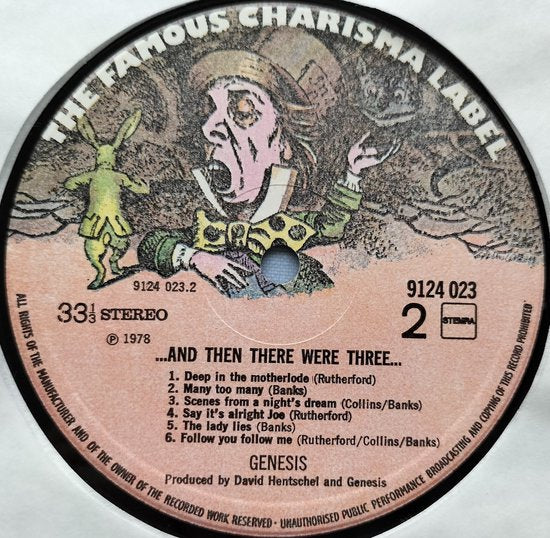 THE FAMOUS CHARISMA LABEL
9124 023.2
9124 023
33⅓ STEREO
2
STEMRA
Ⓟ 1978
...AND THEN THERE WERE THREE...
1. Deep in the motherlode (Rutherford)
2. Many too many (Banks)
3. Scenes from a night's dream (Collins/Banks)
4. Say it's alright Joe (Rutherford)
5. The lady lies (Banks)
6. Follow you follow me (Rutherford/Collins/Banks)
GENESIS
Produced by David Hentschel and Genesis
ALL RIGHTS OF THE MANUFACTURER AND OF THE OWNER OF THE RECORDED WORK RESERVED · UNAUTHORISED PUBLIC PERFORMANCE BROADCASTING AND COPYING OF THIS RECORD PROHIBITED